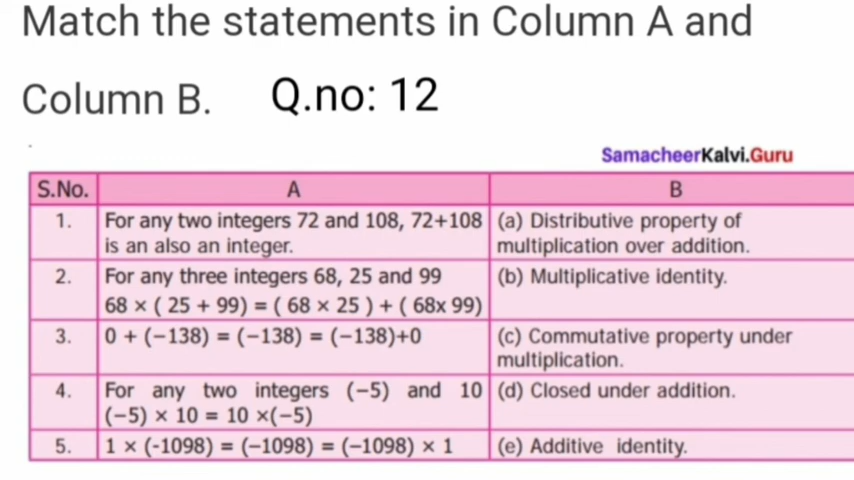 Match the statements in Column A and
Column B. Q.no: 12
SamacheerKalvi.Guru
S.No. A B
1. For any two integers 72 and 108, 72+108 (a) Distributive property of
is an also an integer. multiplication over addition.
2. For any three integers 68, 25 and 99 (b) Multiplicative identity.
68 × ( 25 + 99) = ( 68 × 25 ) + ( 68x 99)
3. 0 + (−138) = (−138) = (−138)+0 (c) Commutative property under
multiplication.
4. For any two integers (−5) and 10 (d) Closed under addition.
(−5) × 10 = 10 ×(−5)
5. 1 × (-1098) = (−1098) = (−1098) × 1 (e) Additive identity.